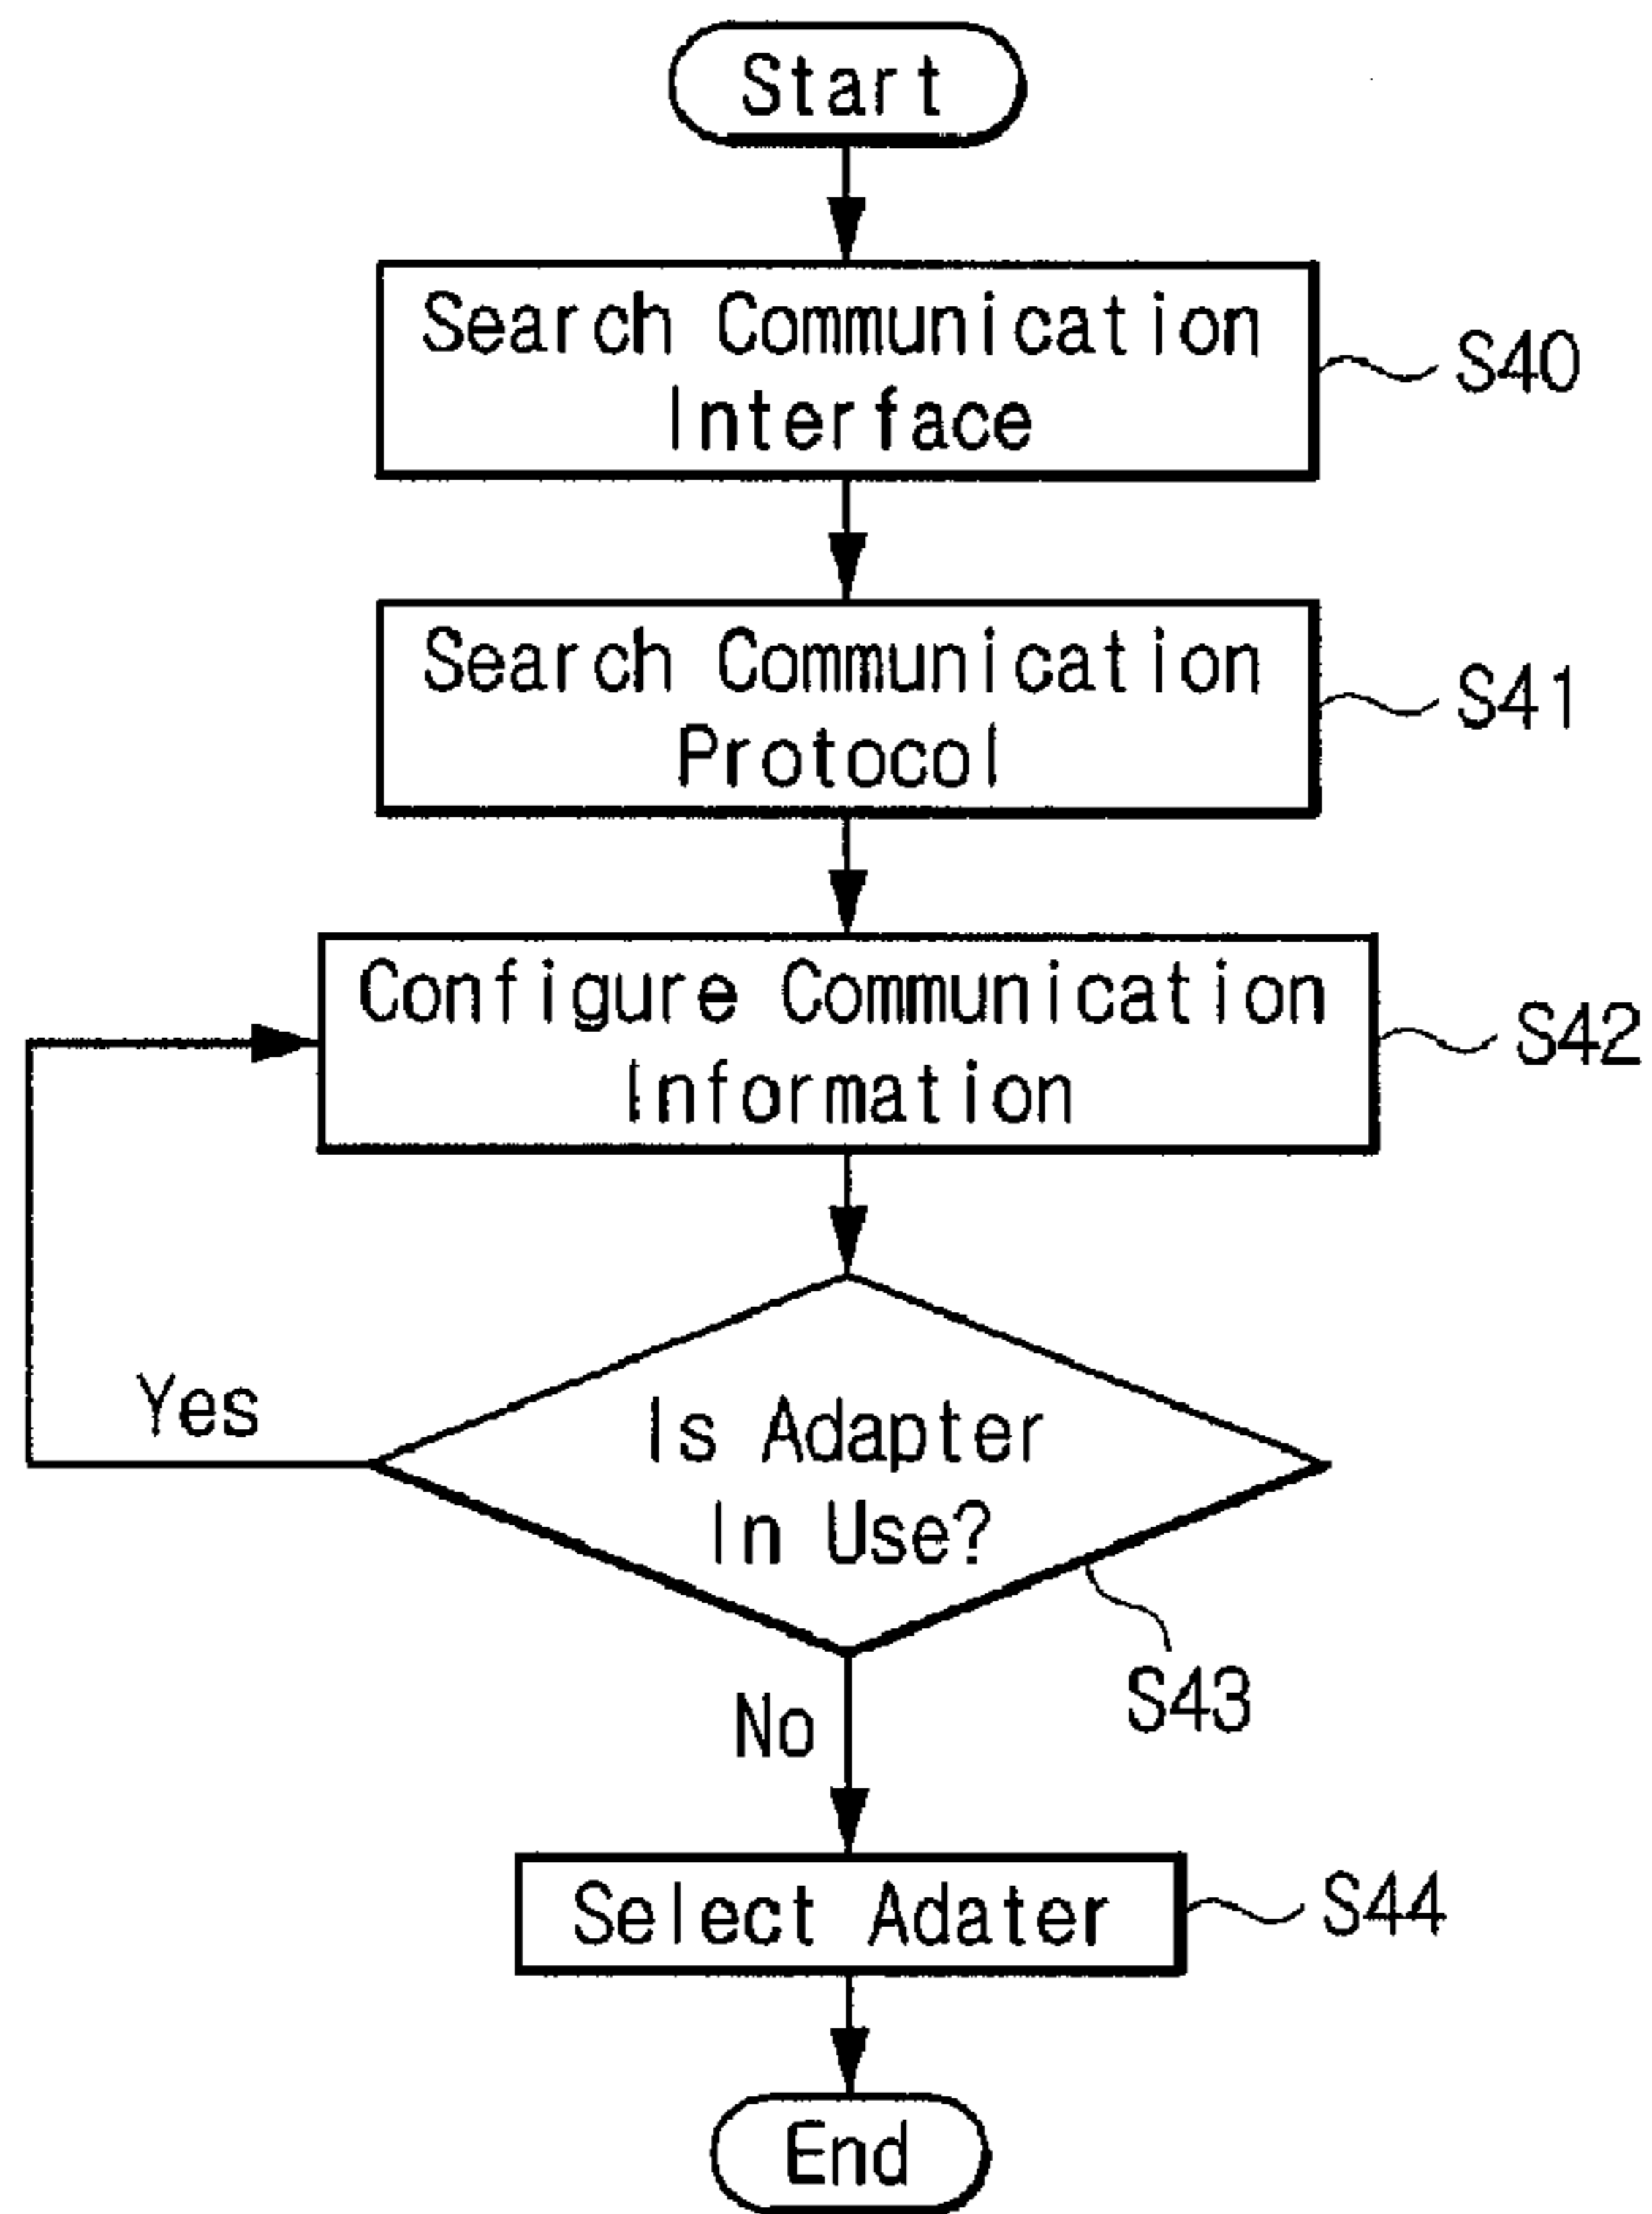 Start
Search Communication
Interface
S40
Search Communication
Protocol
S41
Configure Communication
Information
S42
Yes
Is Adapter
In Use?
S43
No
Select Adater
S44
End